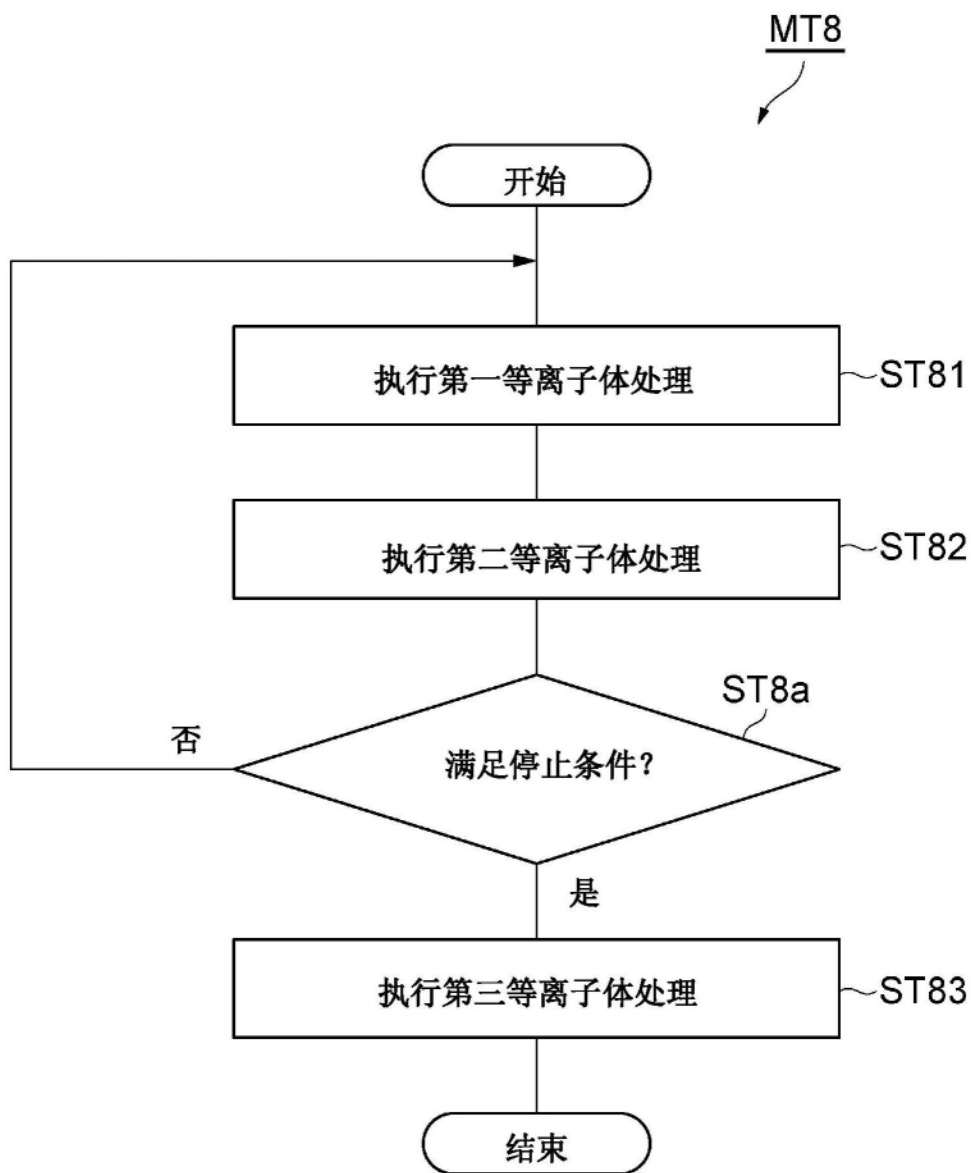 MT8
开始
执行第一等离子体处理
ST81
执行第二等离子体处理
ST82
ST8a
否
满足停止条件?
是
执行第三等离子体处理
ST83
结束